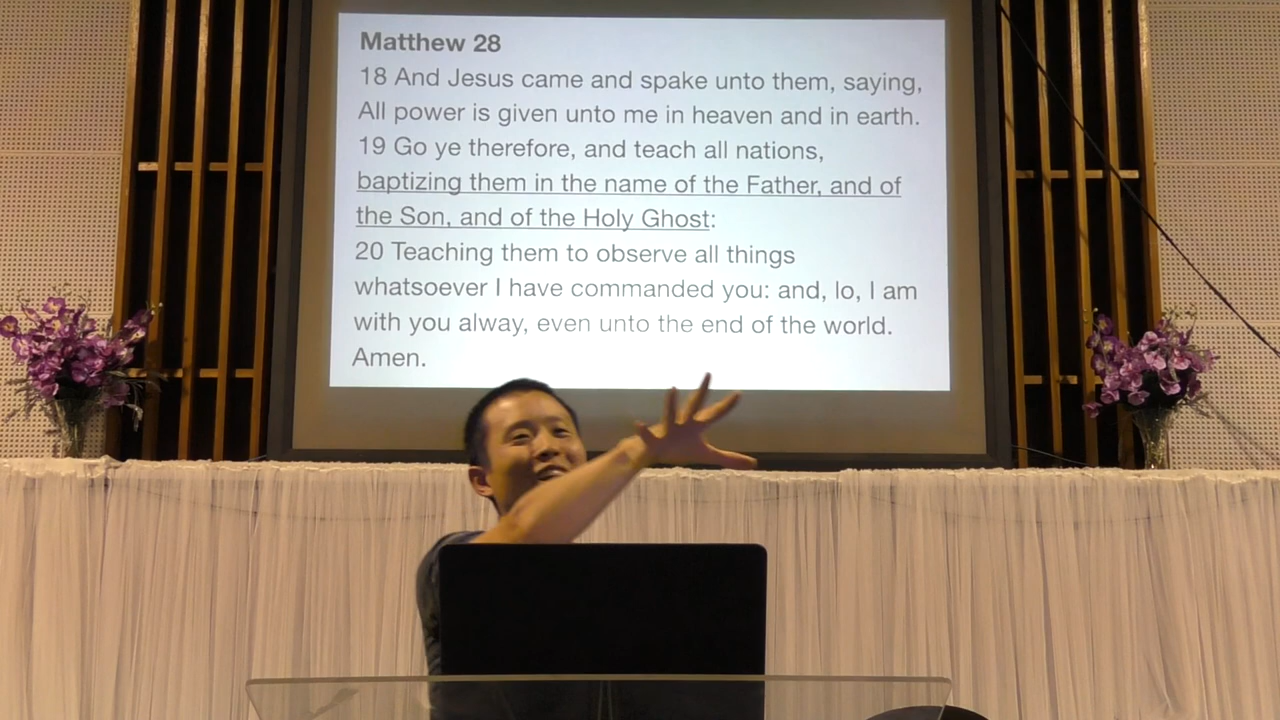 Matthew 28
18 And Jesus came and spake unto them, saying,
All power is given unto me in heaven and in earth.
19 Go ye therefore, and teach all nations,
baptizing them in the name of the Father, and of
the Son, and of the Holy Ghost:
20 Teaching them to observe all things
whatsoever I have commanded you: and, lo, I am
with you alway, even unto the end of the world.
Amen.